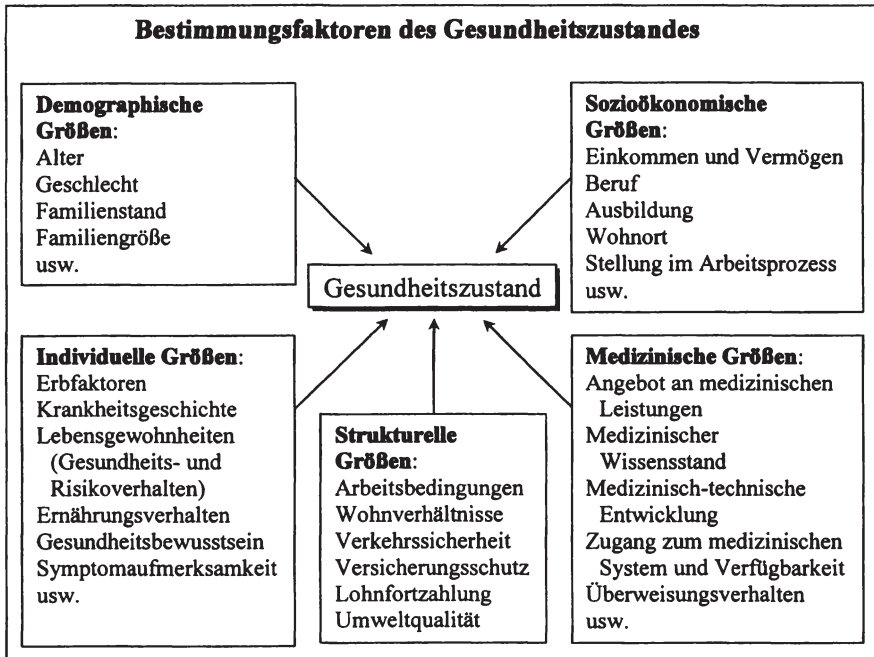 Bestimmungsfaktoren des Gesundheitszustandes
Demographische
Größen:
Alter
Geschlecht
Familienstand
Familiengröße
usw.
Sozioökonomische
Größen:
Einkommen und Vermögen
Beruf
Ausbildung
Wohnort
Stellung im Arbeitsprozess
usw.
Gesundheitszustand
Individuelle Größen:
Erbfaktoren
Krankheitsgeschichte
Lebensgewohnheiten
(Gesundheits- und
Risikoverhalten)
Ernährungsverhalten
Gesundheitsbewusstsein
Symptomaufmerksamkeit
usw.
Strukturelle
Größen:
Arbeitsbedingungen
Wohnverhältnisse
Verkehrssicherheit
Versicherungsschutz
Lohnfortzahlung
Umweltqualität
Medizinische Größen:
Angebot an medizinischen
Leistungen
Medizinischer
Wissensstand
Medizinisch-technische
Entwicklung
Zugang zum medizinischen
System und Verfügbarkeit
Überweisungsverhalten
usw.